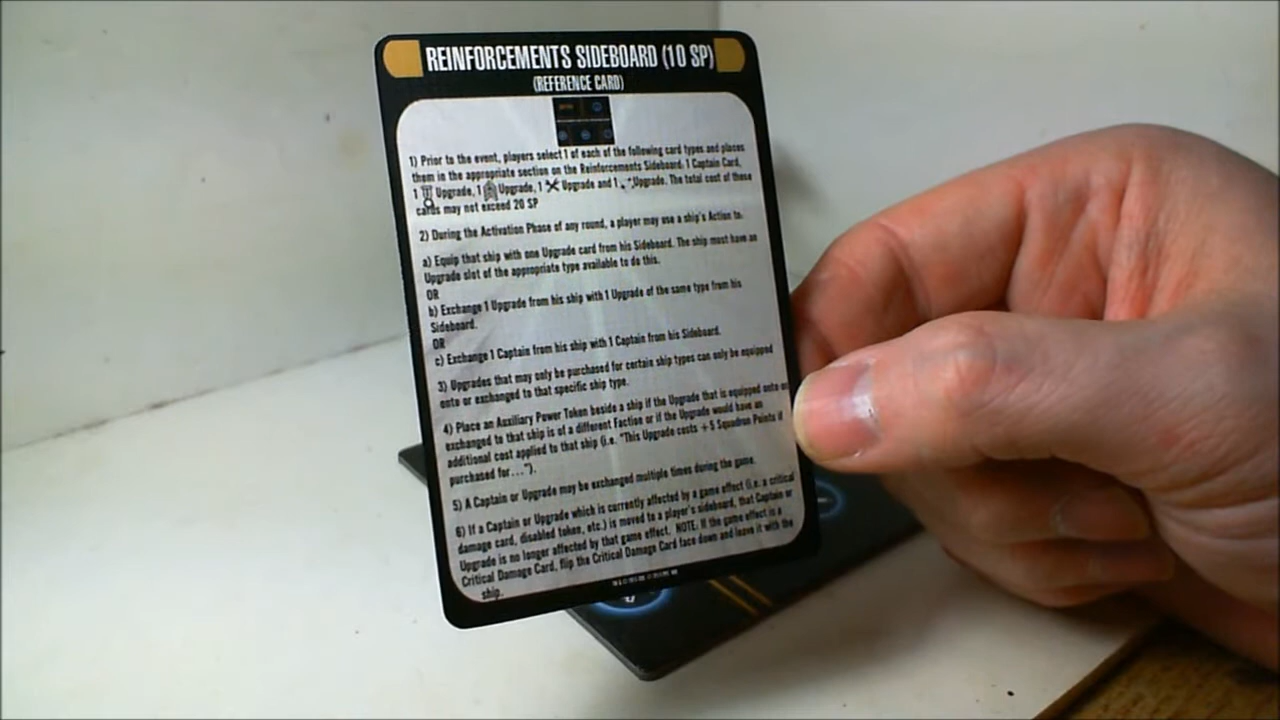 REINFORCEMENTS SIDEBOARD (10 SP)
(REFERENCE CARD)
1) Prior to the event, players select 1 of each of the following card types and places
them in the appropriate section on the Reinforcements Sideboard: 1 Captain Card,
1 Upgrade, 1 Upgrade, 1 Upgrade and 1 Upgrade. The total cost of these
cards may not exceed 20 SP
2) During the Activation Phase of any round, a player may use a ship's Action to:
a) Equip that ship with one Upgrade card from his Sideboard. The ship must have an
Upgrade slot of the appropriate type available to do this.
OR
b) Exchange 1 Upgrade from his ship with 1 Upgrade of the same type from his
Sideboard.
OR
c) Exchange 1 Captain from his ship with 1 Captain from his Sideboard.
3) Upgrades that may only be purchased for certain ship types can only be equipped
onto or exchanged to that specific ship type.
4) Place an Auxiliary Power Token beside a ship if the Upgrade that is equipped onto or
exchanged to that ship is of a different Faction or if the Upgrade would have an
additional cost applied to that ship (i.e. "This Upgrade costs +5 Squadron Points if
purchased for...").
5) A Captain or Upgrade may be exchanged multiple times during the game.
6) If a Captain or Upgrade which is currently affected by a game effect (i.e. a critical
damage card, disabled token, etc.) is moved to a player's sideboard, that Captain or
Upgrade is no longer affected by that game effect. NOTE: If the game effect is a
Critical Damage Card, flip the Critical Damage Card face down and leave it with the
ship.